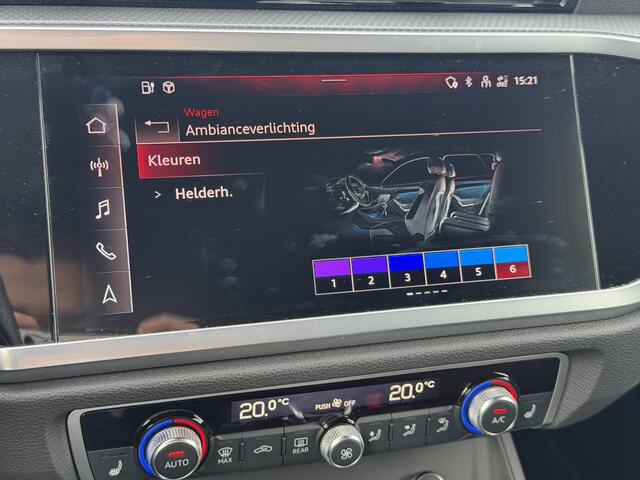 15:21
Wagen
Ambianceverlichting
Kleuren
> Helderh.
1 2 3 4 5 6
20.0°C
PUSH OFF
20.0°C
AUTO
MAX
REAR
A/C